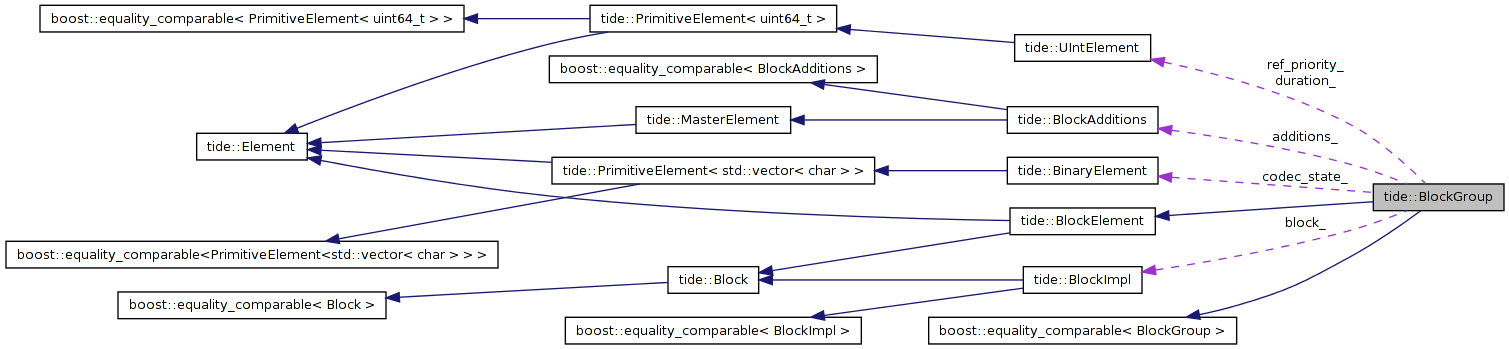 boost::equality_comparable< PrimitiveElement< uint64_t > >
tide::PrimitiveElement< uint64_t >
tide::UIntElement
ref_priority_
duration_
boost::equality_comparable< BlockAdditions >
tide::MasterElement
tide::BlockAdditions
additions_
tide::Element
tide::PrimitiveElement< std::vector< char > >
tide::BinaryElement
codec_state_
tide::BlockGroup
tide::BlockElement
block_
boost::equality_comparable<PrimitiveElement<std::vector< char > > >
tide::Block
tide::BlockImpl
boost::equality_comparable< Block >
boost::equality_comparable< BlockImpl >
boost::equality_comparable< BlockGroup >